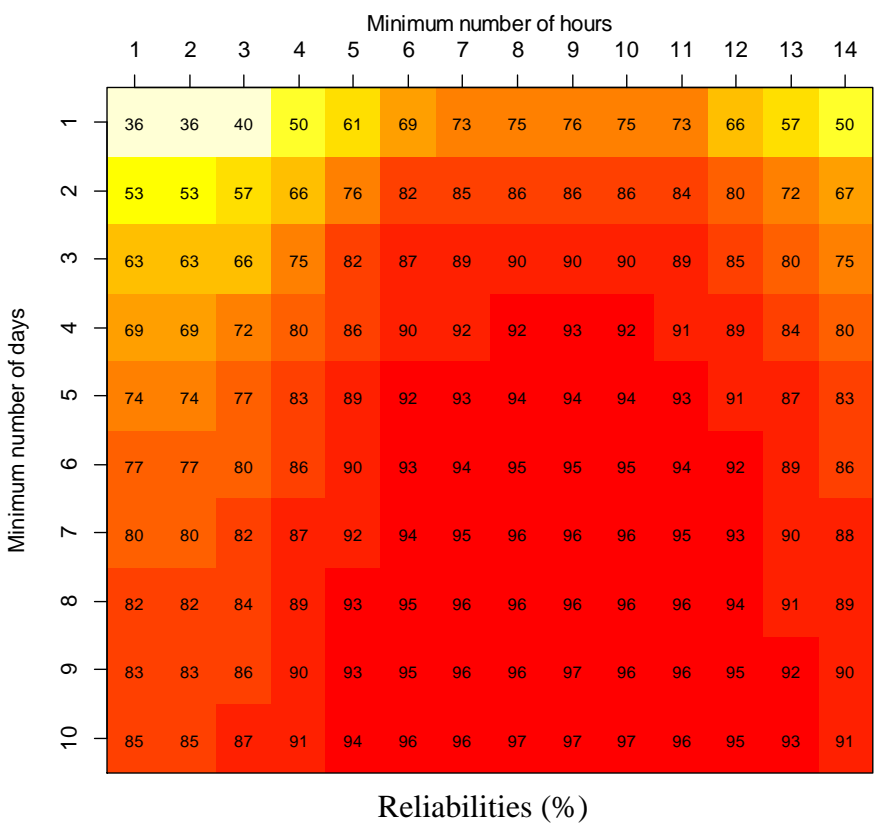 Minimum number of hours
1 2 3 4 5 6 7 8 9 10 11 12 13 14
1 36 36 40 50 61 69 73 75 76 75 73 66 57 50
2 53 53 57 66 76 82 85 86 86 86 84 80 72 67
3 63 63 66 75 82 87 89 90 90 90 89 85 80 75
4 69 69 72 80 86 90 92 92 93 92 91 89 84 80
5 74 74 77 83 89 92 93 94 94 94 93 91 87 83
6 77 77 80 86 90 93 94 95 95 95 94 92 89 86
7 80 80 82 87 92 94 95 96 96 96 95 93 90 88
8 82 82 84 89 93 95 96 96 96 96 96 94 91 89
9 83 83 86 90 93 95 96 96 97 96 96 95 92 90
10 85 85 87 91 94 96 96 97 97 97 96 95 93 91
Minimum number of days
Reliabilities (%)